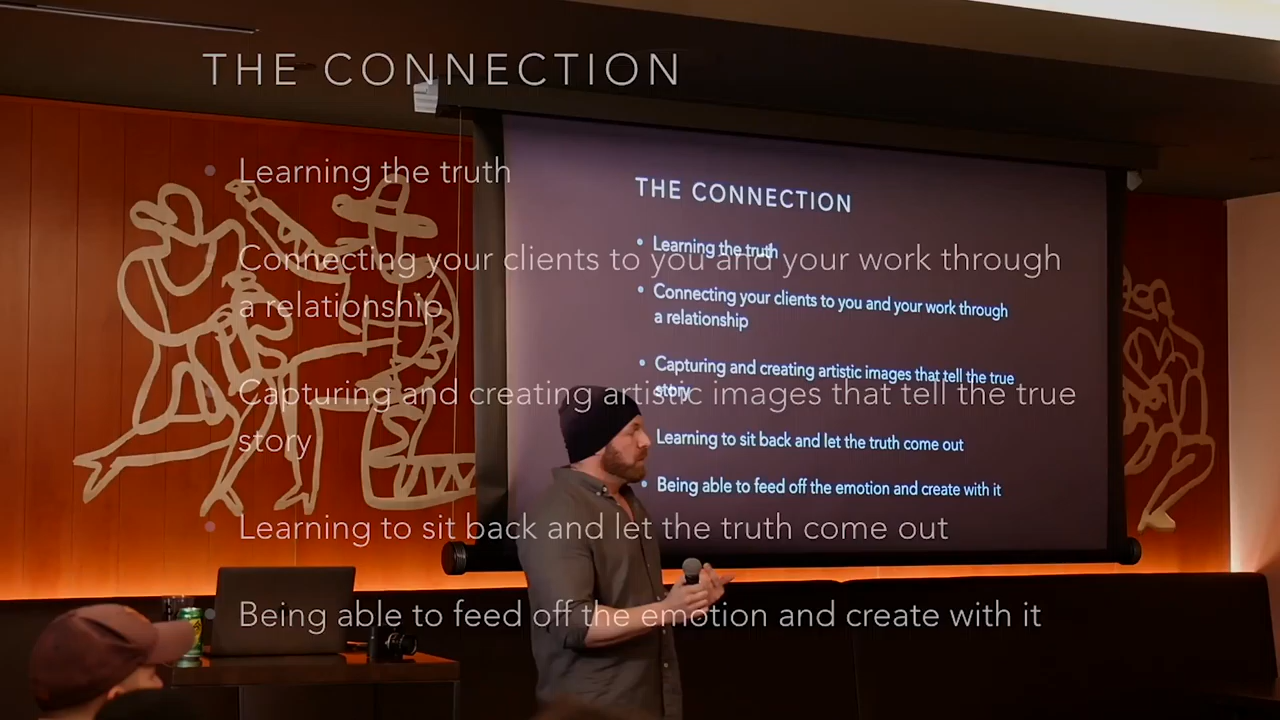 THE CONNECTION
Learning the truth
Connecting your clients to you and your work through
a relationship
Capturing and creating artistic images that tell the true
story
Learning to sit back and let the truth come out
Being able to feed off the emotion and create with it
THE CONNECTION
Learning the truth
Connecting your clients to you and your work through
a relationship
Capturing and creating artistic images that tell the true
story
Learning to sit back and let the truth come out
Being able to feed off the emotion and create with it